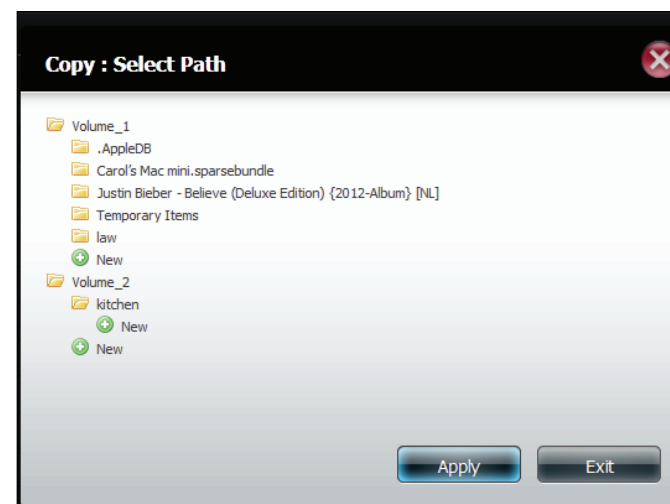 Copy : Select Path
Volume_1
.AppleDB
Carol's Mac mini.sparsebundle
Justin Bieber - Believe (Deluxe Edition) {2012-Album} [NL]
Temporary Items
law
New
Volume_2
kitchen
New
New
Apply Exit